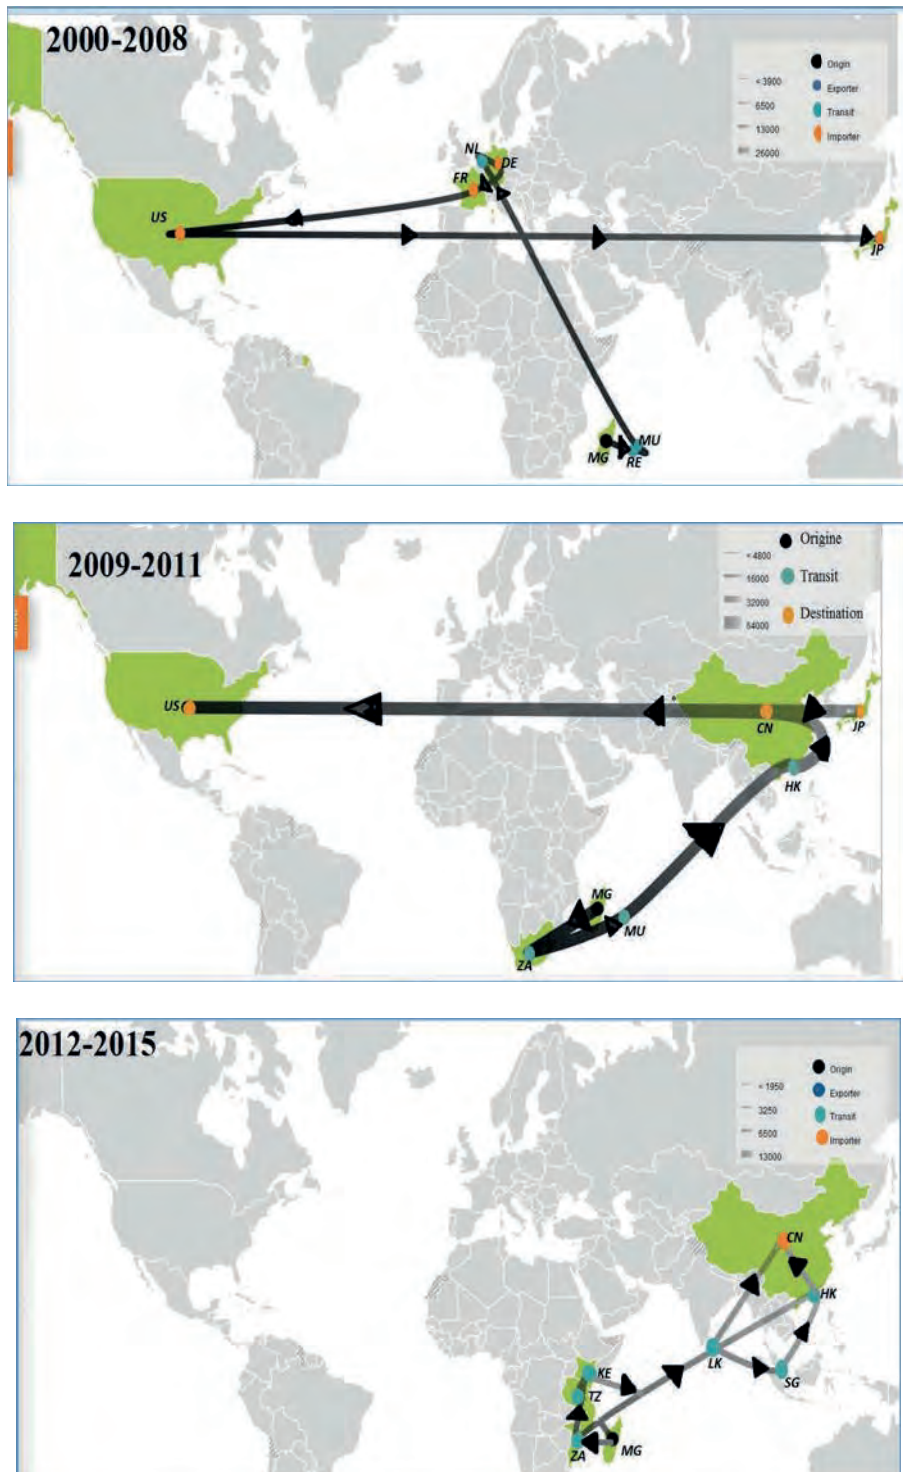 2000-2008
Origin
< 3900
Exporter
6500
Transit
13000
Importer
26000
NL
DE
FR
US
JP
MU
MG
RE
2009-2011
Origine
< 4800
16000
Transit
32000
Destination
64000
US
CN
JP
HK
MG
MU
ZA
2012-2015
Origin
< 1950
Exporter
3250
Transit
6500
Importer
13000
CN
HK
LK
SG
KE
TZ
ZA
MG